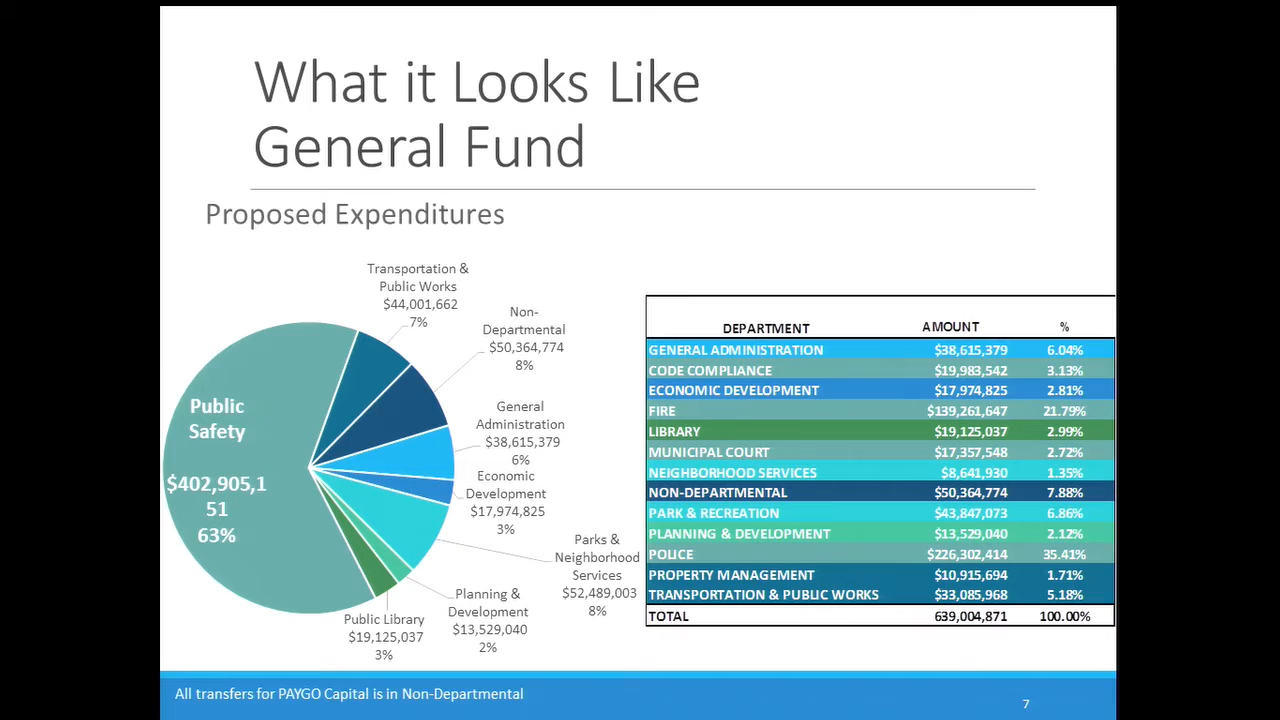 What it Looks Like
General Fund
Proposed Expenditures
Transportation &
Public Works
$44,001,662
7%
Non-
Departmental
$50,364,774
8%
General
Administration
$38,615,379
6%
Economic
Development
$17,974,825
3%
Parks &
Neighborhood
Services
$52,489,003
8%
Planning &
Development
$13,529,040
2%
Public Library
$19,125,037
3%
Public
Safety
$402,905,1
51
63%
DEPARTMENT AMOUNT %
GENERAL ADMINISTRATION $38,615,379 6.04%
CODE COMPLIANCE $19,983,542 3.13%
ECONOMIC DEVELOPMENT $17,974,825 2.81%
FIRE $139,261,647 21.79%
LIBRARY $19,125,037 2.99%
MUNICIPAL COURT $17,357,548 2.72%
NEIGHBORHOOD SERVICES $8,641,930 1.35%
NON-DEPARTMENTAL $50,364,774 7.88%
PARK & RECREATION $43,847,073 6.86%
PLANNING & DEVELOPMENT $13,529,040 2.12%
POLICE $226,302,414 35.41%
PROPERTY MANAGEMENT $10,915,694 1.71%
TRANSPORTATION & PUBLIC WORKS $33,085,968 5.18%
TOTAL 639,004,871 100.00%
All transfers for PAYGO Capital is in Non-Departmental
7